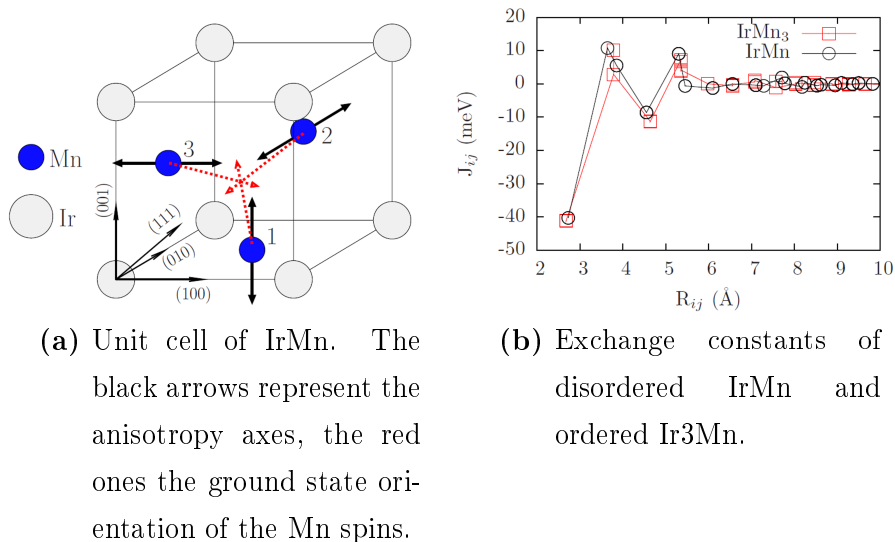 2
3
Mn
1
Ir
(001)
(111)
(010)
(100)
(a) Unit cell of IrMn. The
black arrows represent the
anisotropy axes, the red
ones the ground state ori-
entation of the Mn spins.
IrMn3
IrMn
J_ij (meV)
20
10
0
-10
-20
-30
-40
-50
2 3 4 5 6 7 8 9 10
R_ij (Å)
(b) Exchange constants of
disordered IrMn and
ordered Ir3Mn.